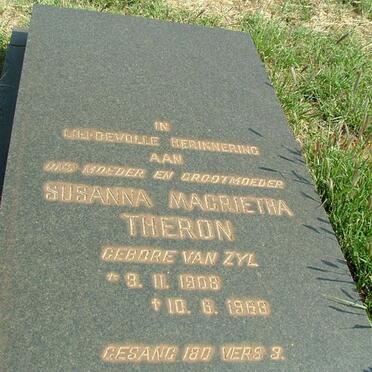 IN
LIEFDEVOLLE HERINNERING
AAN
ONS MOEDER EN GROOTMOEDER
SUSANNA MAGRIETHA
THERON
GEBORE VAN ZYL
* 9. 11. 1908
† 10. 6. 1968
GESANG 180 VERS 3.